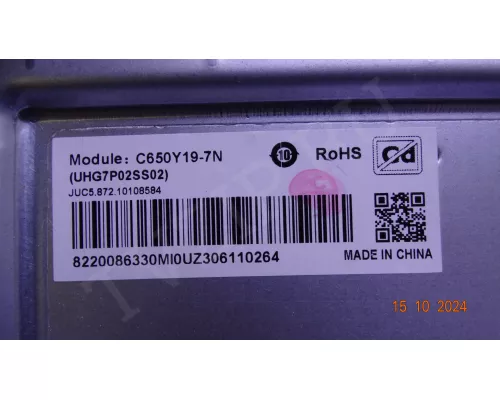 Module: C650Y19-7N
(UHG7P02SS02)
JUC5.872.10108584
10
RoHS
Cd
8220086330MI0UZ306110264
MADE IN CHINA
15 10 2024